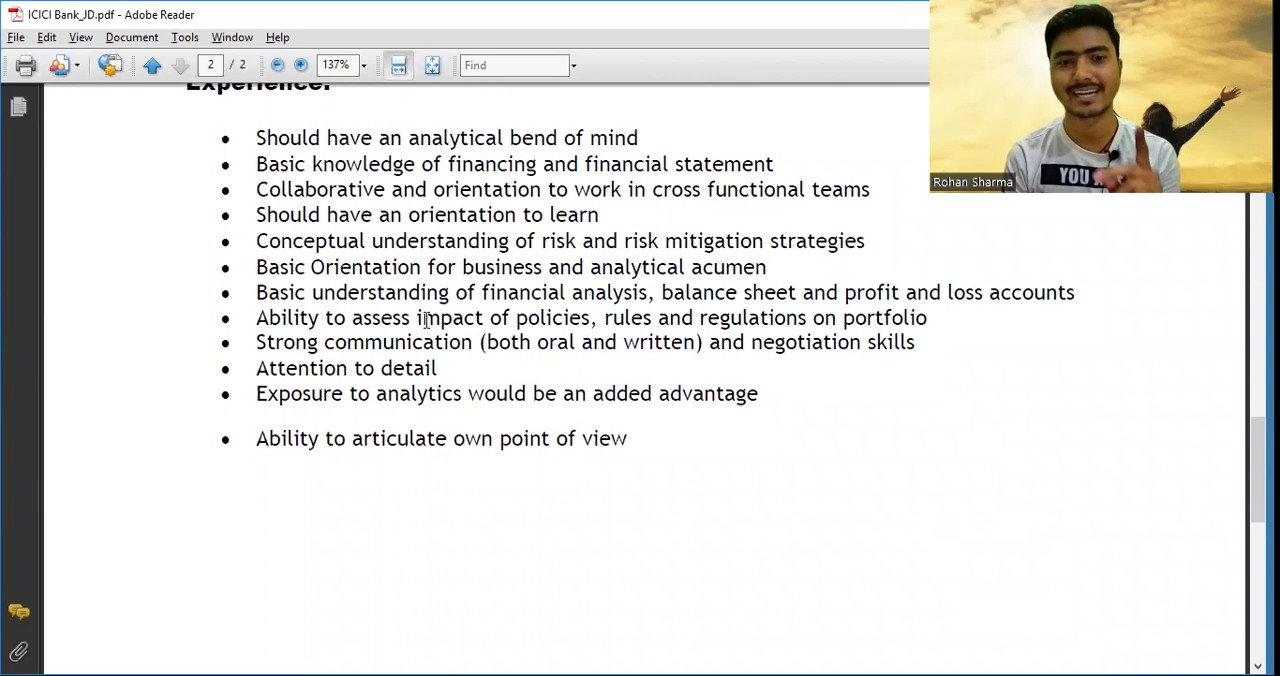 ICICI Bank_JD.pdf - Adobe Reader
File Edit View Document Tools Window Help
2 / 2 137% Find
Experience:
• Should have an analytical bend of mind
• Basic knowledge of financing and financial statement
• Collaborative and orientation to work in cross functional teams
• Should have an orientation to learn
• Conceptual understanding of risk and risk mitigation strategies
• Basic Orientation for business and analytical acumen
• Basic understanding of financial analysis, balance sheet and profit and loss accounts
• Ability to assess impact of policies, rules and regulations on portfolio
• Strong communication (both oral and written) and negotiation skills
• Attention to detail
• Exposure to analytics would be an added advantage
• Ability to articulate own point of view
YOU
Rohan Sharma